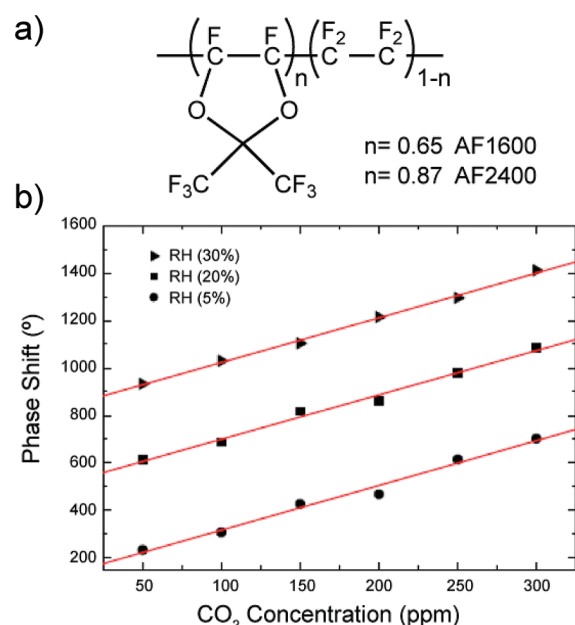 a)
F F F₂ F₂
C C C C
n 1-n
O O
C
F₃C CF₃
n= 0.65 AF1600
n= 0.87 AF2400
b)
1600
1400
1200
1000
800
600
400
200
Phase Shift (º)
RH (30%)
RH (20%)
RH (5%)
50 100 150 200 250 300
CO₂ Concentration (ppm)